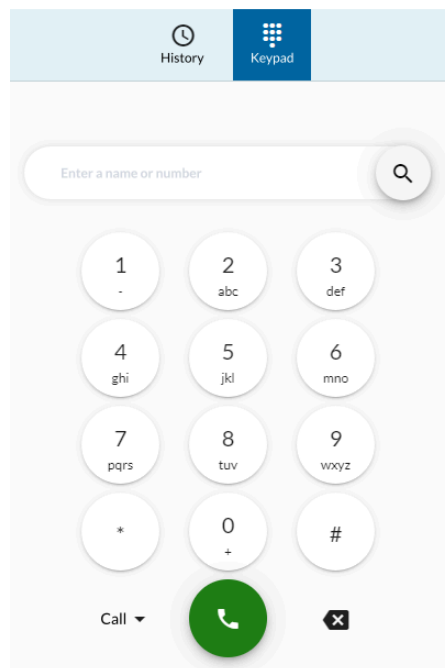 History Keypad
Enter a name or number
1 2 3
- abc def
4 5 6
ghi jkl mno
7 8 9
pqrs tuv wxyz
* 0 #
+
Call